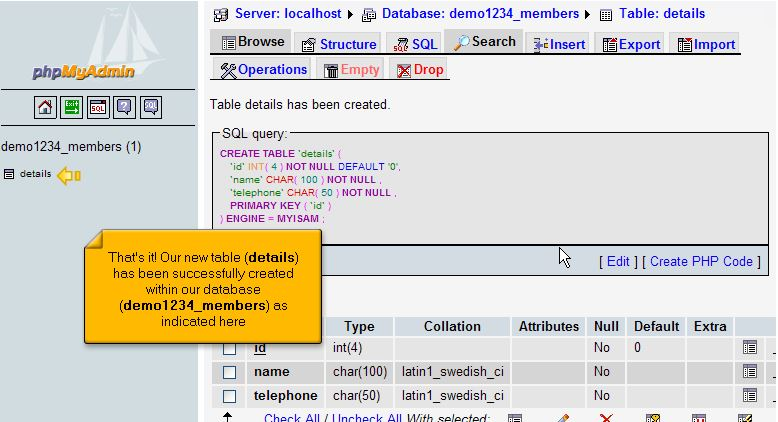 Server: localhost Database: demo1234_members Table: details
Browse Structure SQL Search Insert Export Import
Operations Empty Drop
phpMyAdmin
Exit SQL ? SQL
demo1234_members (1)
details
Table details has been created.
SQL query:
CREATE TABLE `details` (
`id` INT( 4 ) NOT NULL DEFAULT '0',
`name` CHAR( 100 ) NOT NULL ,
`telephone` CHAR( 50 ) NOT NULL ,
PRIMARY KEY ( `id` )
) ENGINE = MYISAM ;
[ Edit ] [ Create PHP Code ]
That's it! Our new table (details)
has been successfully created
within our database
(demo1234_members) as
indicated here
Type Collation Attributes Null Default Extra
id int(4) No 0
name char(100) latin1_swedish_ci No
telephone char(50) latin1_swedish_ci No
Check All / Uncheck All With selected: